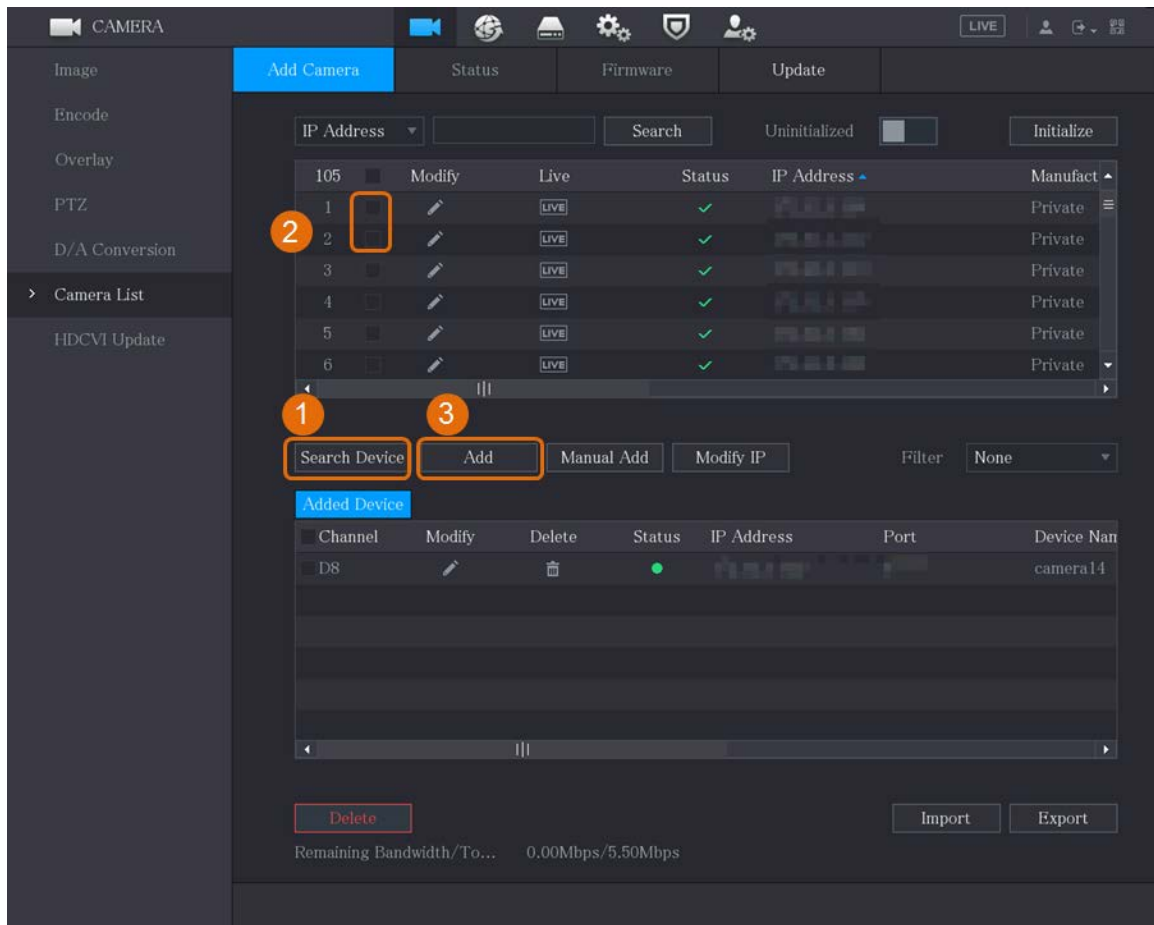 CAMERA LIVE
Image
Encode
Overlay
PTZ
D/A Conversion
> Camera List
HDCVI Update
Add Camera Status Firmware Update
IP Address Search Uninitialized Initialize
105 Modify Live Status IP Address Manufact
1 LIVE Private
2
2 LIVE Private
3 LIVE Private
4 LIVE Private
5 LIVE Private
6 LIVE Private
1 3
Search Device Add Manual Add Modify IP Filter None
Added Device
Channel Modify Delete Status IP Address Port Device Nam
D8 camera14
Delete Import Export
Remaining Bandwidth/To... 0.00Mbps/5.50Mbps